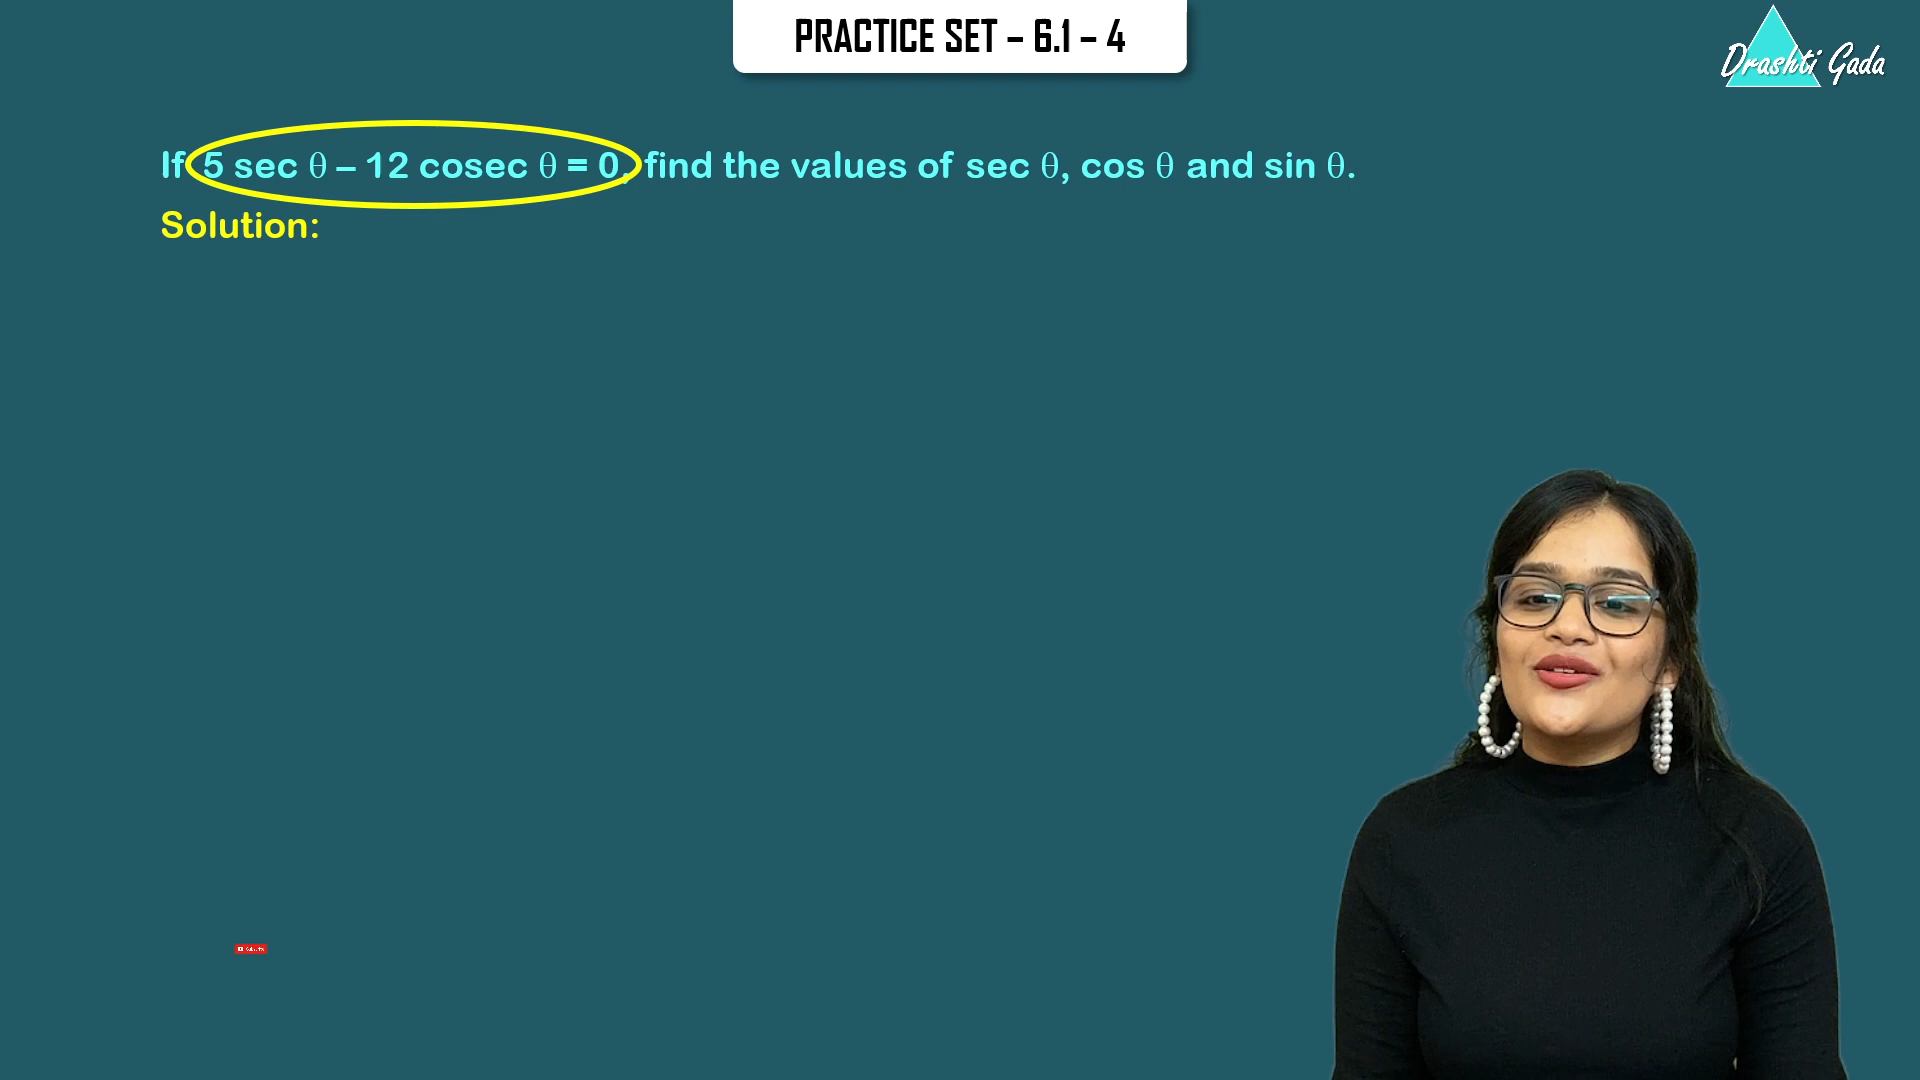 PRACTICE SET – 6.1 – 4
Drashti Gada
If 5 sec θ – 12 cosec θ = 0, find the values of sec θ, cos θ and sin θ.
Solution: